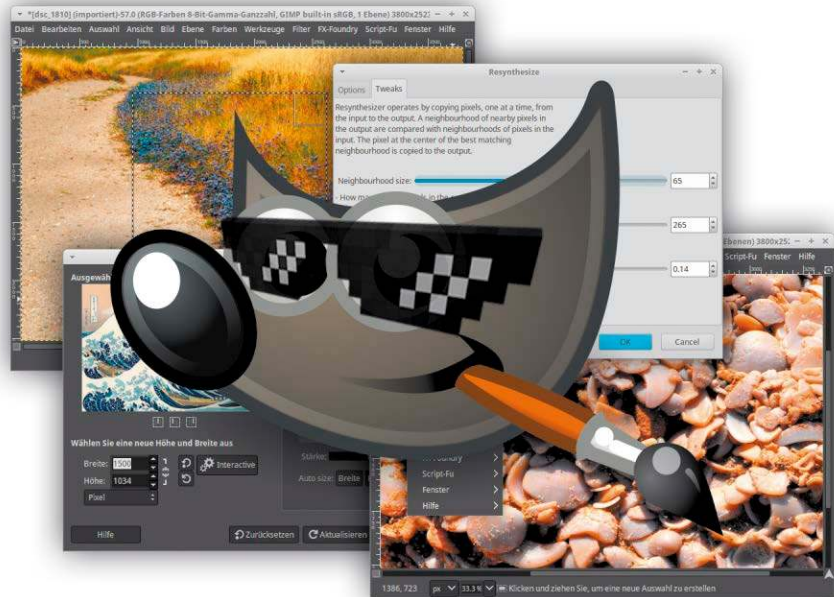 *[dsc_1810] (importiert)-57.0 (RGB-Farben 8-Bit-Gamma-Ganzzahl, GIMP built-in sRGB, 1 Ebene) 3800x252
Datei Bearbeiten Auswahl Ansicht Bild Ebene Farben Werkzeuge Filter FX-Foundry Script-Fu Fenster Hilfe
Resynthesize
Options Tweaks
Resynthesizer operates by copying pixels, one at a time, from
the input to the output. A neighbourhood of nearby pixels in
the output are compared with neighbourhoods of pixels in the
input. The pixel at the center of the best matching
neighbourhood is copied to the output.
Neighbourhood size: 65
- How
265
0.14
OK Cancel
Ebenen) 3800x252
Script-Fu Fenster Hilfe
Wählen Sie eine neue Höhe und Breite aus
Breite: 1500
Höhe: 1034
Interactive
Pixel
Stärke:
Auto size: Breite
Hilfe Zurücksetzen Aktualisieren
Script-Fu
Fenster
Hilfe
1386, 723 px 33.3 % Klicken und ziehen Sie, um eine neue Auswahl zu erstellen